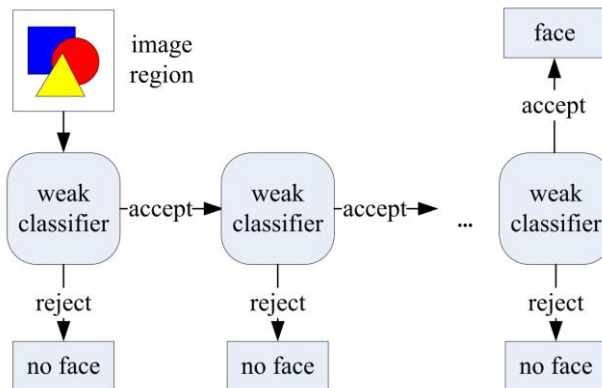 image
region
face
accept
weak
classifier
accept
weak
classifier
accept
...
weak
classifier
reject
reject
reject
no face
no face
no face